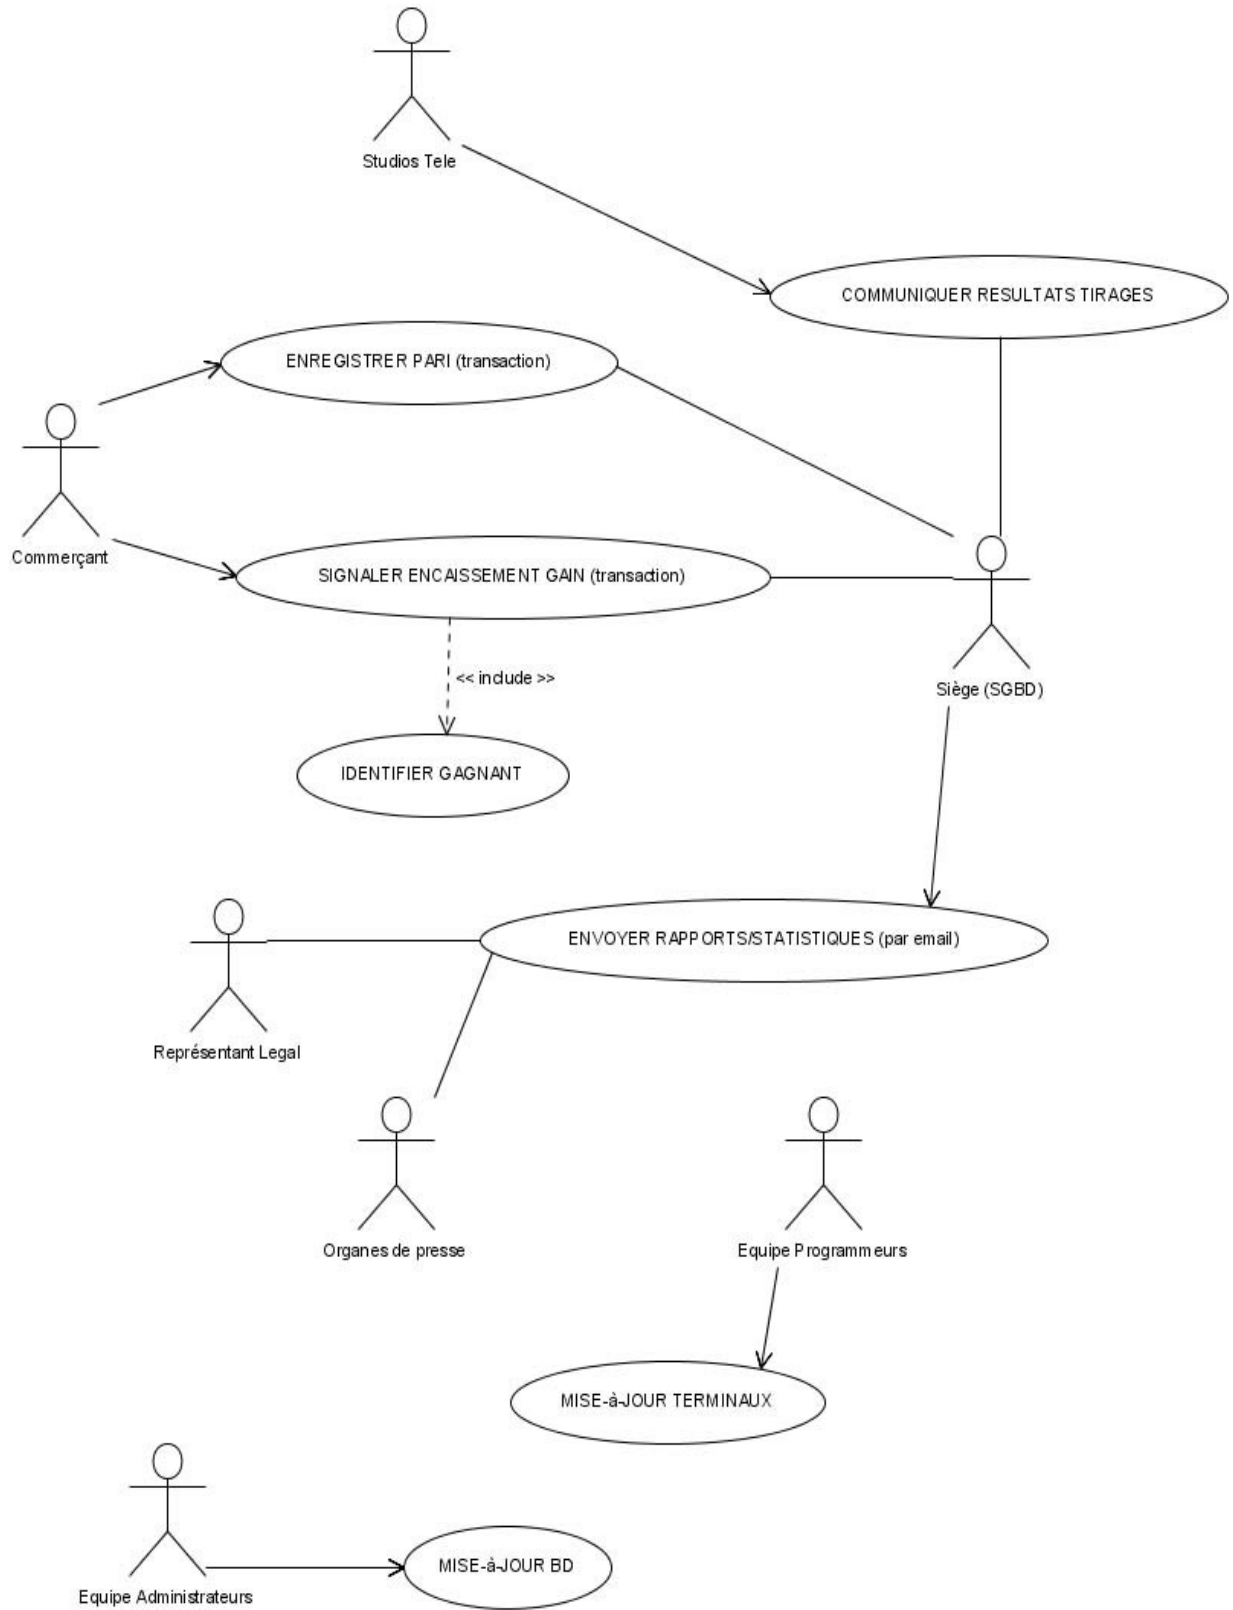 Studios Tele
COMMUNIQUER RESULTATS TIRAGES
ENREGISTRER PARI (transaction)
Commerçant
SIGNALER ENCAISSEMENT GAIN (transaction)
<< include >>
Siège (SGBD)
IDENTIFIER GAGNANT
ENVOYER RAPPORTS/STATISTIQUES (par email)
Représentant Legal
Organes de presse
Equipe Programmeurs
MISE-à-JOUR TERMINAUX
MISE-à-JOUR BD
Equipe Administrateurs